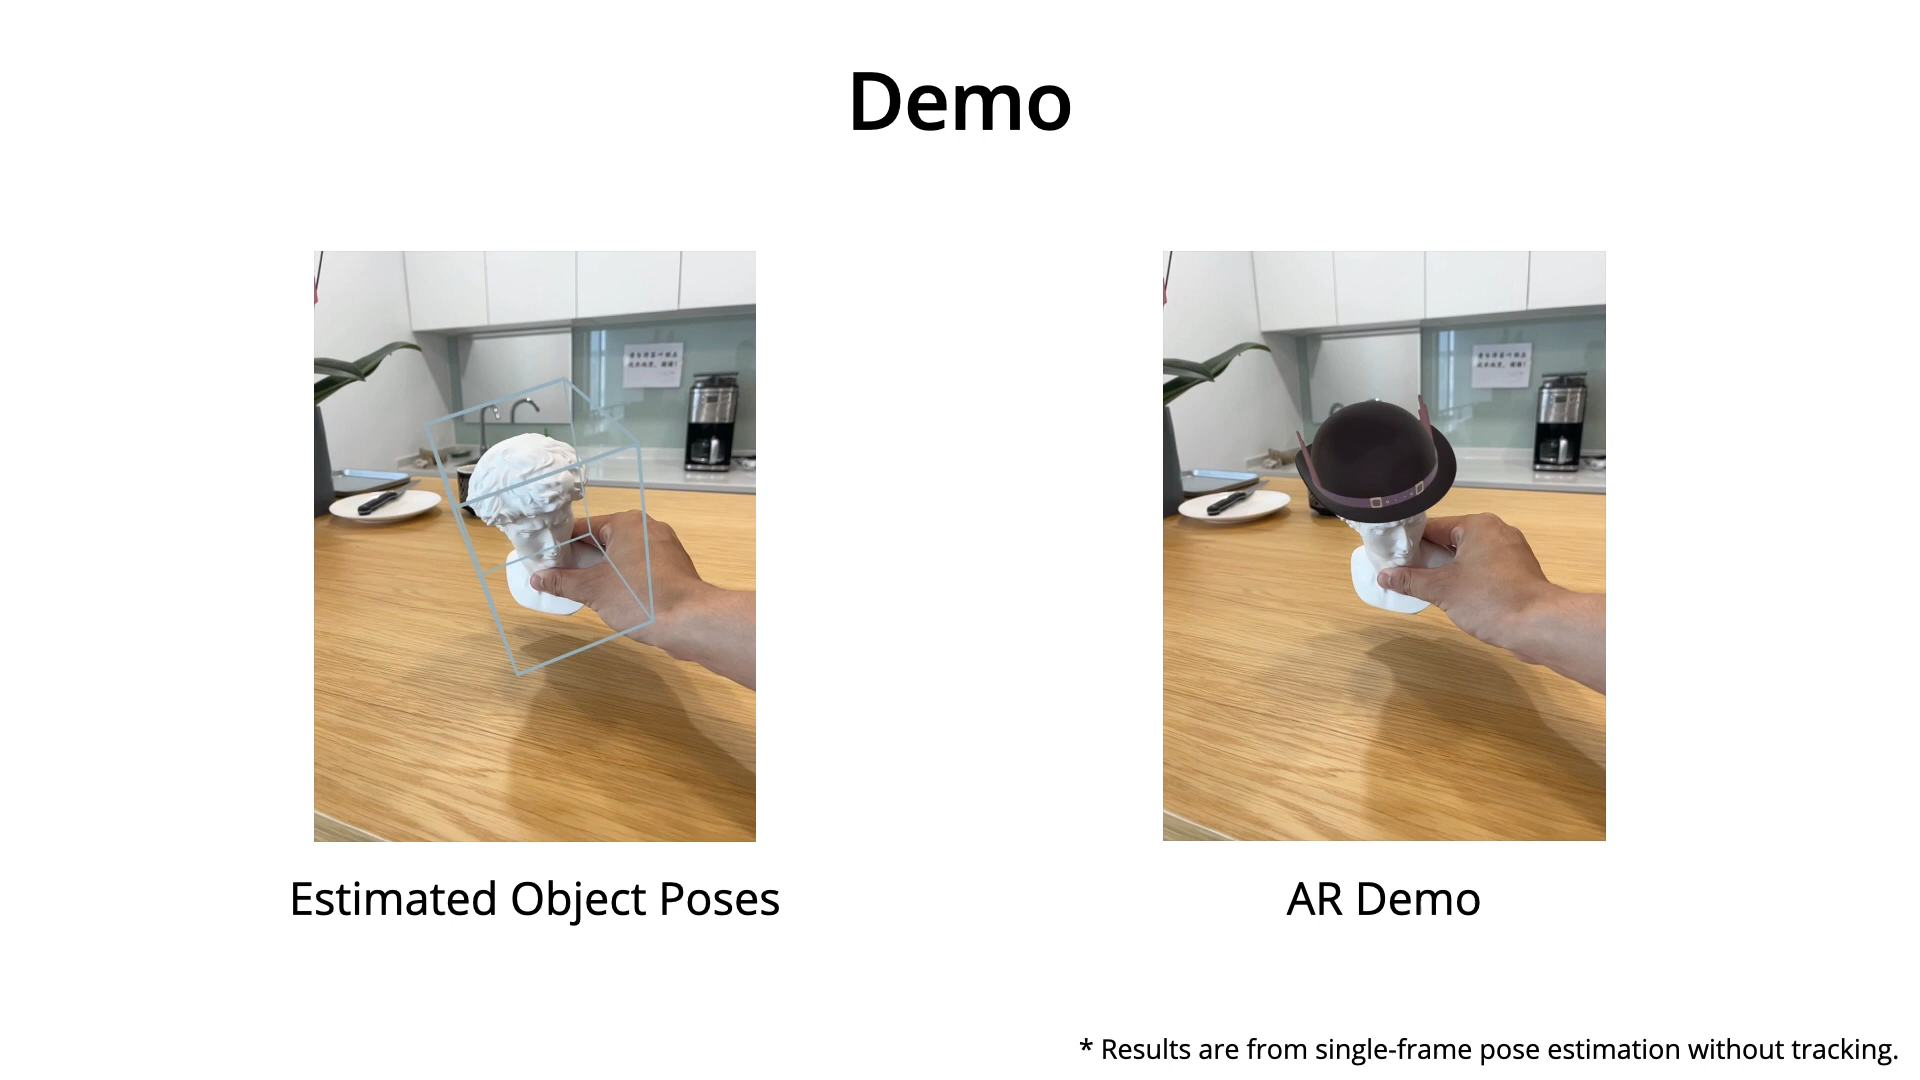 Demo
Estimated Object Poses
AR Demo
* Results are from single-frame pose estimation without tracking.